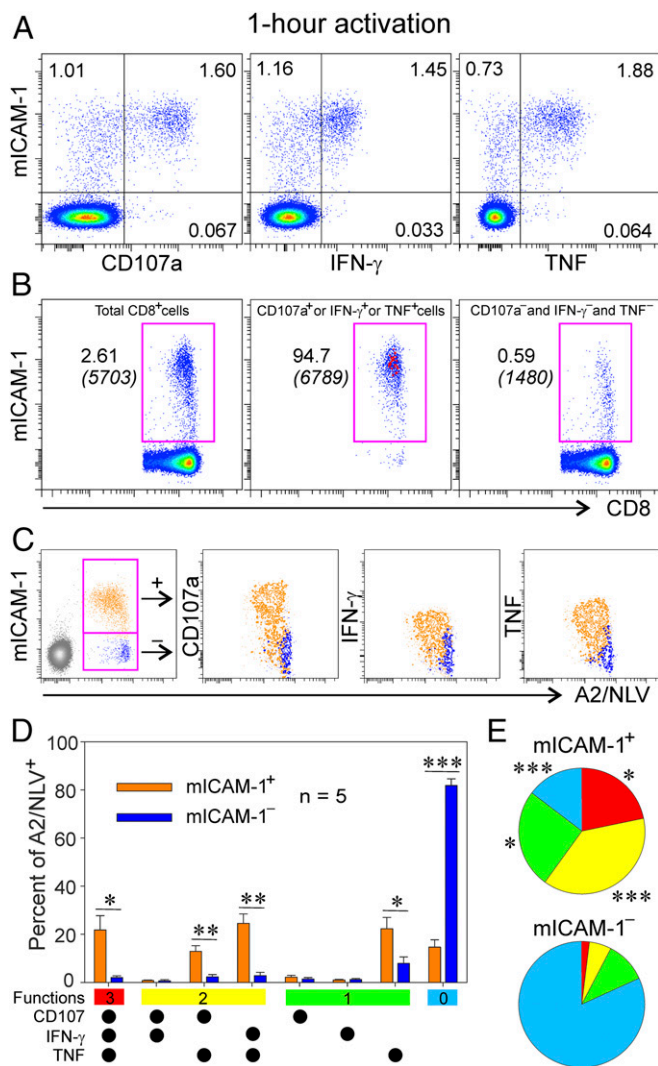 A
1-hour activation
mICAM-1
1.01
1.60
0.067
CD107a
1.16
1.45
0.033
IFN-γ
0.73
1.88
0.064
TNF
B
mICAM-1
Total CD8+cells
2.61
(5703)
CD107a+ or IFN-γ+ or TNF+cells
94.7
(6789)
CD107a− and IFN-γ− and TNF−
0.59
(1480)
CD8
C
mICAM-1
+
−
CD107a
IFN-γ
TNF
A2/NLV
D
Percent of A2/NLV+
100
80
60
40
20
0
mICAM-1+
mICAM-1−
n = 5
*
**
**
*
***
Functions
3
2
1
0
CD107
IFN-γ
TNF
E
mICAM-1+
***
*
*
***
mICAM-1−